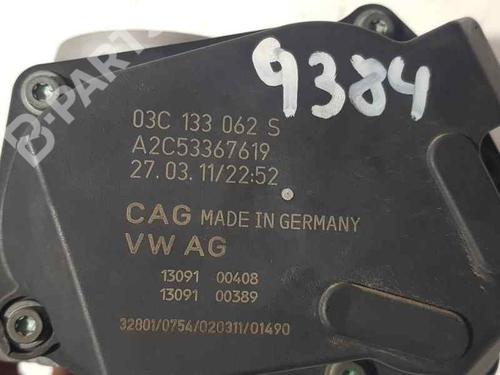 9384
03C 133 062 S
A2C53367619
27.03.11/22:52
CAG MADE IN GERMANY
VW AG
13091 00408
13091 00389
32801/0754/020311/01490
B-PARTS